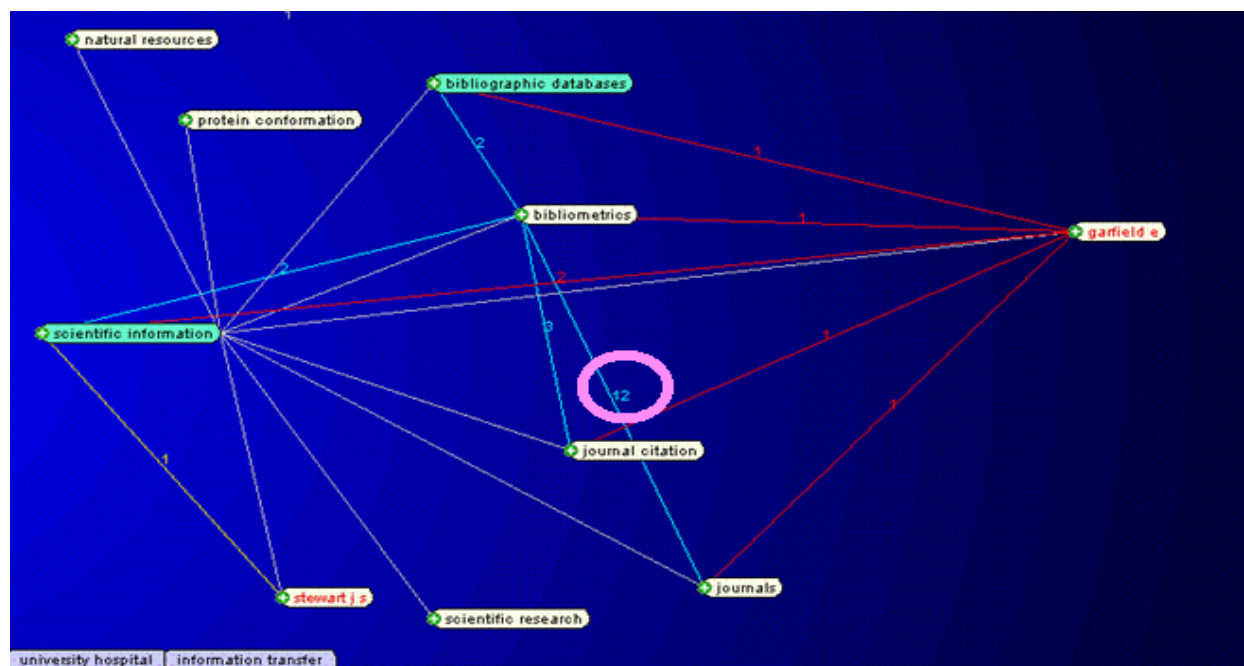 natural resources
bibliographic databases
protein conformation
2
1
bibliometrics
1
garfield e
2
2
3
1
scientific information
12
1
journal citation
1
journals
stewart j s
scientific research
university hospital
information transfer